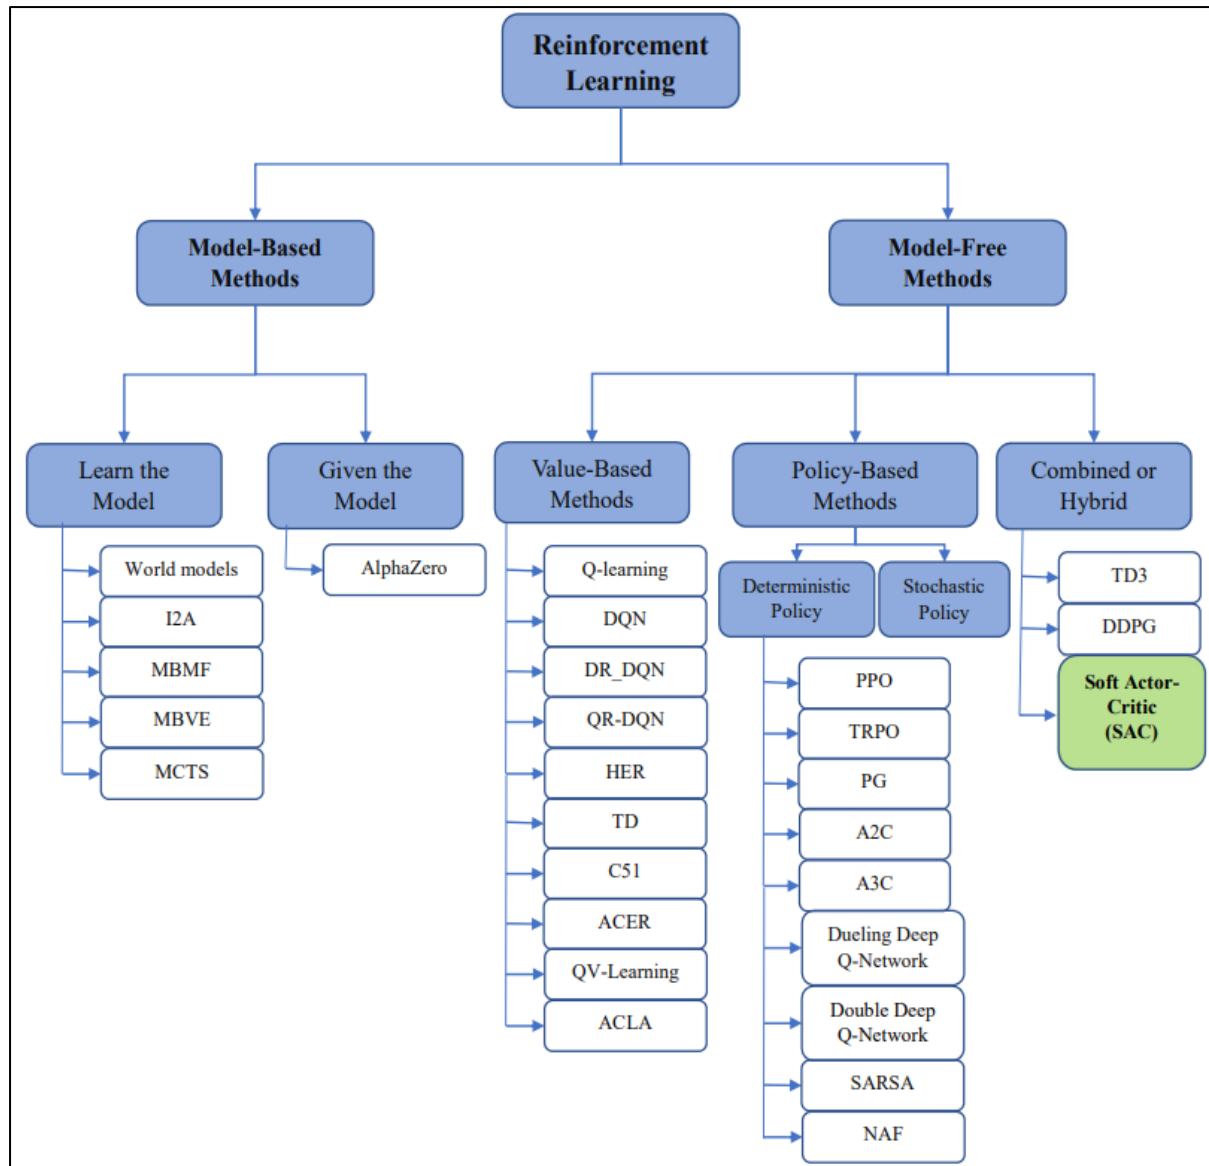 Reinforcement
Learning
Model-Based
Methods
Model-Free
Methods
Learn the
Model
Given the
Model
Value-Based
Methods
Policy-Based
Methods
Combined or
Hybrid
World models
I2A
MBMF
MBVE
MCTS
AlphaZero
Q-learning
DQN
DR_DQN
QR-DQN
HER
TD
C51
ACER
QV-Learning
ACLA
Deterministic
Policy
Stochastic
Policy
PPO
TRPO
PG
A2C
A3C
Dueling Deep
Q-Network
Double Deep
Q-Network
SARSA
NAF
TD3
DDPG
Soft Actor-
Critic
(SAC)